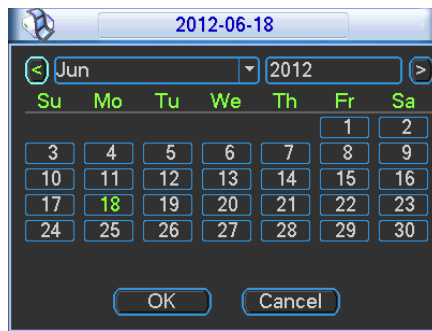 2012-06-18
< Jun 2012 >
Su Mo Tu We Th Fr Sa
1 2
3 4 5 6 7 8 9
10 11 12 13 14 15 16
17 18 19 20 21 22 23
24 25 26 27 28 29 30
OK Cancel